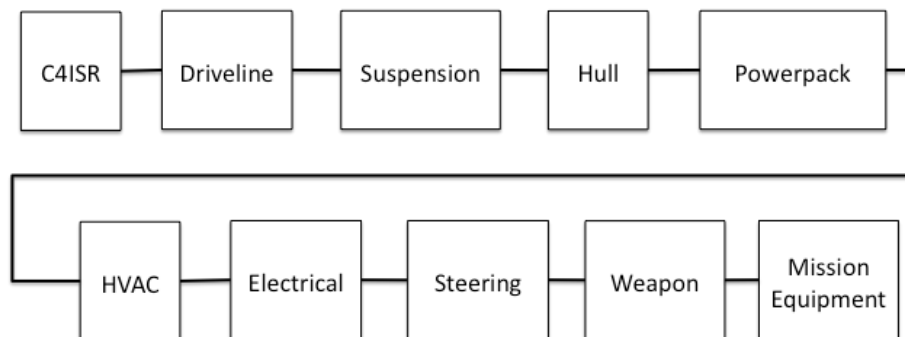 C4ISR
Driveline
Suspension
Hull
Powerpack
HVAC
Electrical
Steering
Weapon
Mission
Equipment